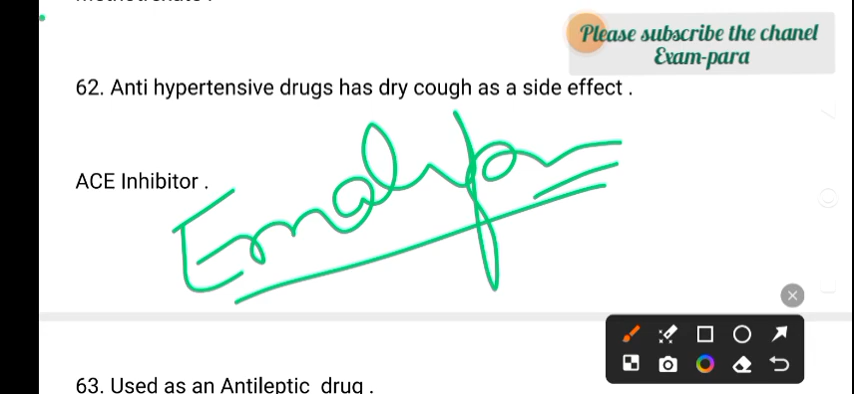 Please subscribe the chanel
Exam-para
62. Anti hypertensive drugs has dry cough as a side effect .
ACE Inhibitor .
63. Used as an Antileptic drug .